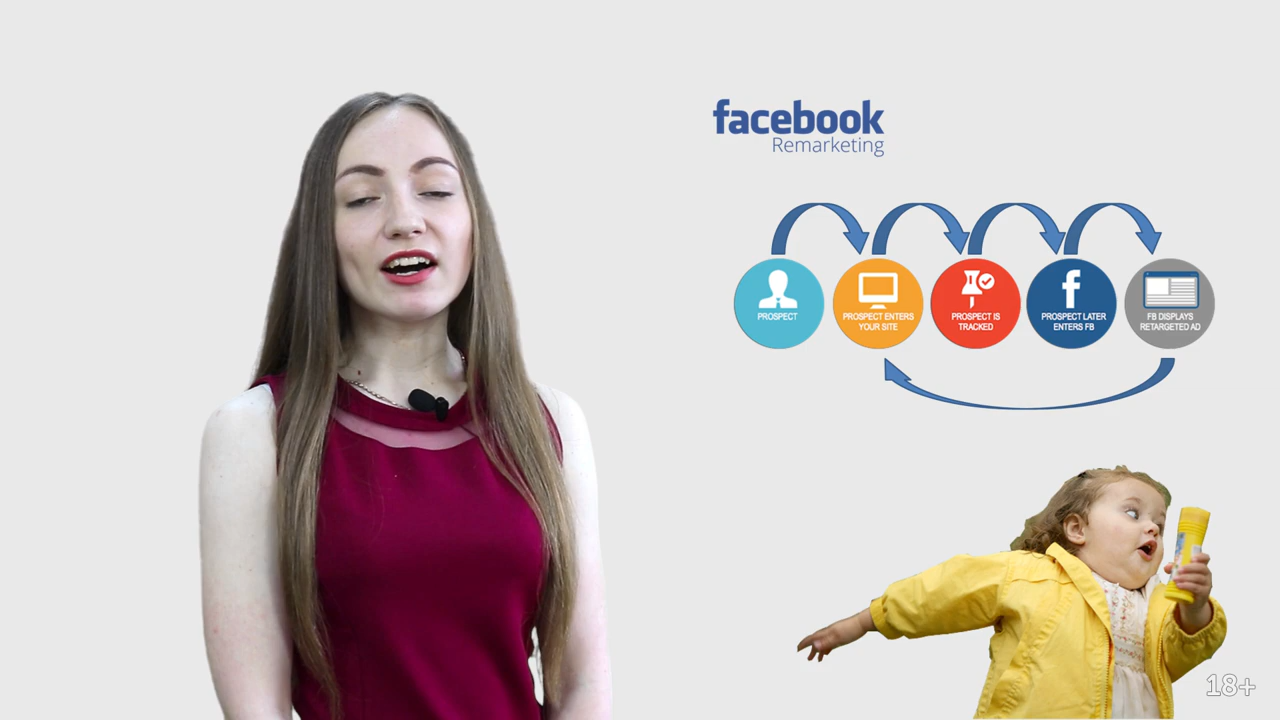 facebook
Remarketing
PROSPECT
PROSPECT ENTERS
YOUR SITE
PROSPECT IS
TRACKED
PROSPECT LATER
ENTERS FB
FB DISPLAYS
RETARGETED AD
18+